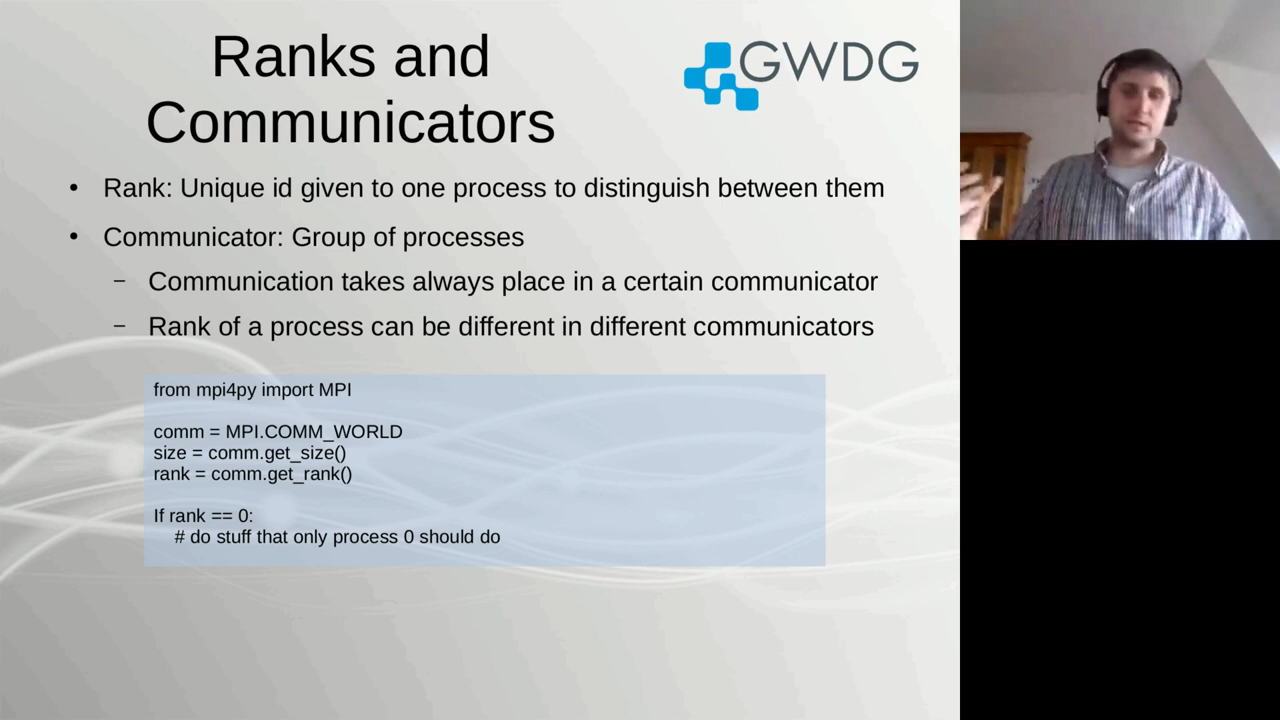 Ranks and
Communicators
GWDG
• Rank: Unique id given to one process to distinguish between them
• Communicator: Group of processes
– Communication takes always place in a certain communicator
– Rank of a process can be different in different communicators
from mpi4py import MPI
comm = MPI.COMM_WORLD
size = comm.get_size()
rank = comm.get_rank()
If rank == 0:
# do stuff that only process 0 should do